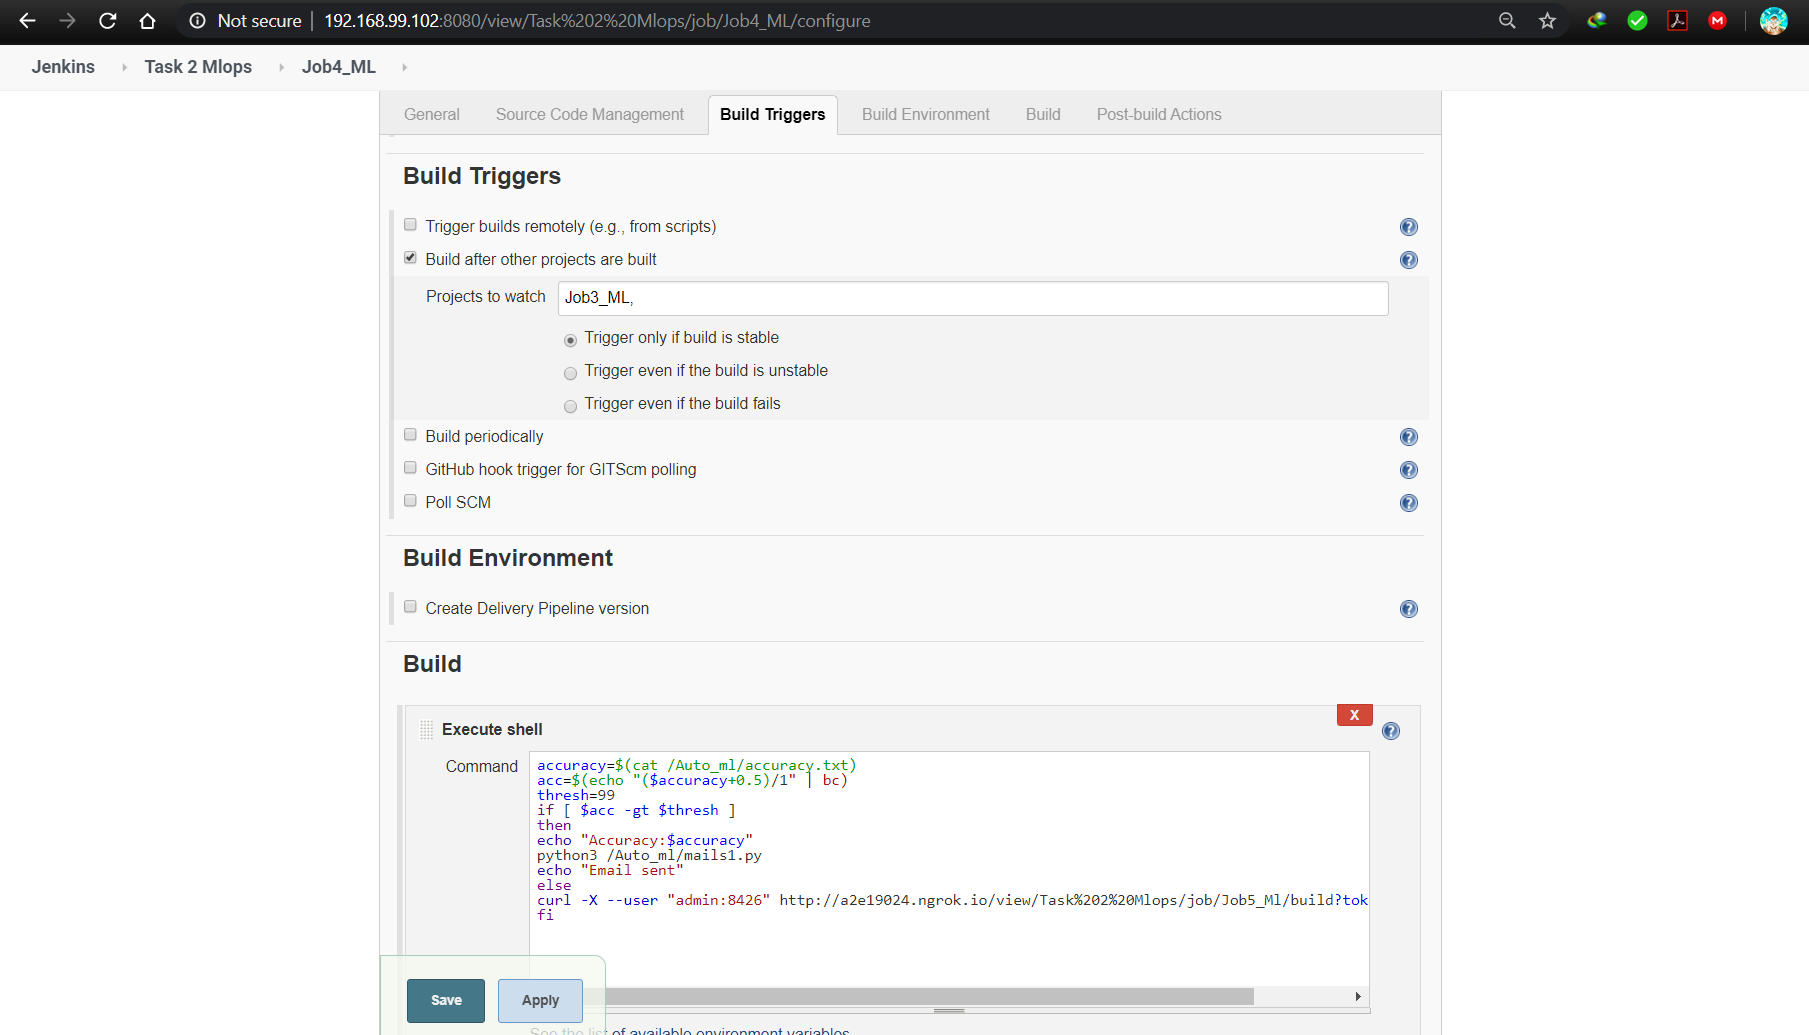 Not secure | 192.168.99.102:8080/view/Task%202%20Mlops/job/Job4_ML/configure
Jenkins Task 2 Mlops Job4_ML
General Source Code Management Build Triggers Build Environment Build Post-build Actions
Build Triggers
Trigger builds remotely (e.g., from scripts)
Build after other projects are built
Projects to watch Job3_ML,
Trigger only if build is stable
Trigger even if the build is unstable
Trigger even if the build fails
Build periodically
GitHub hook trigger for GITScm polling
Poll SCM
Build Environment
Create Delivery Pipeline version
Build
X
Execute shell
Command
accuracy=$(cat /Auto_ml/accuracy.txt)
acc=$(echo "($accuracy+0.5)/1" | bc)
thresh=99
if [ $acc -gt $thresh ]
then
echo "Accuracy:$accuracy"
python3 /Auto_ml/mails1.py
echo "Email sent"
else
curl -X --user "admin:8426" http://a2e19024.ngrok.io/view/Task%202%20Mlops/job/Job5_Ml/build?tok
fi
Save Apply
See the list of available environment variables